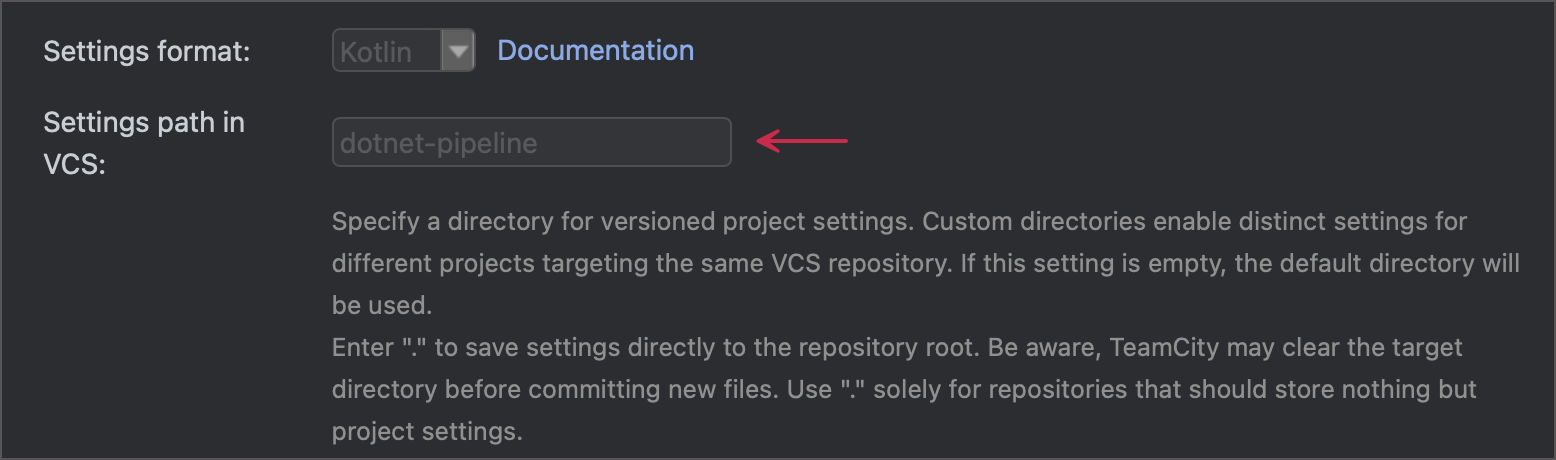 Settings format:
Kotlin
Documentation
Settings path in
VCS:
dotnet-pipeline
Specify a directory for versioned project settings. Custom directories enable distinct settings for
different projects targeting the same VCS repository. If this setting is empty, the default directory will
be used.
Enter "." to save settings directly to the repository root. Be aware, TeamCity may clear the target
directory before committing new files. Use "." solely for repositories that should store nothing but
project settings.